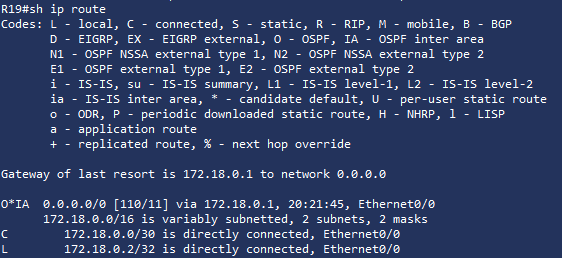 R19#sh ip route
Codes: L - local, C - connected, S - static, R - RIP, M - mobile, B - BGP
D - EIGRP, EX - EIGRP external, O - OSPF, IA - OSPF inter area
N1 - OSPF NSSA external type 1, N2 - OSPF NSSA external type 2
E1 - OSPF external type 1, E2 - OSPF external type 2
i - IS-IS, su - IS-IS summary, L1 - IS-IS level-1, L2 - IS-IS level-2
ia - IS-IS inter area, * - candidate default, U - per-user static route
o - ODR, P - periodic downloaded static route, H - NHRP, l - LISP
a - application route
+ - replicated route, % - next hop override
Gateway of last resort is 172.18.0.1 to network 0.0.0.0
O*IA 0.0.0.0/0 [110/11] via 172.18.0.1, 20:21:45, Ethernet0/0
172.18.0.0/16 is variably subnetted, 2 subnets, 2 masks
C 172.18.0.0/30 is directly connected, Ethernet0/0
L 172.18.0.2/32 is directly connected, Ethernet0/0